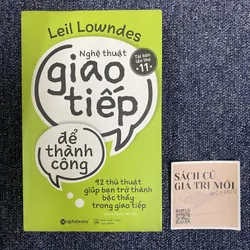 Leil Lowndes
Nghệ thuật
Tái bản lần thứ
11
giao
tiếp
để thành công
92 thủ thuật
giúp bạn trở thành
bậc thầy
trong giao tiếp
alphabooks
SÁCH CŨ
GIÁ TRỊ MỚI